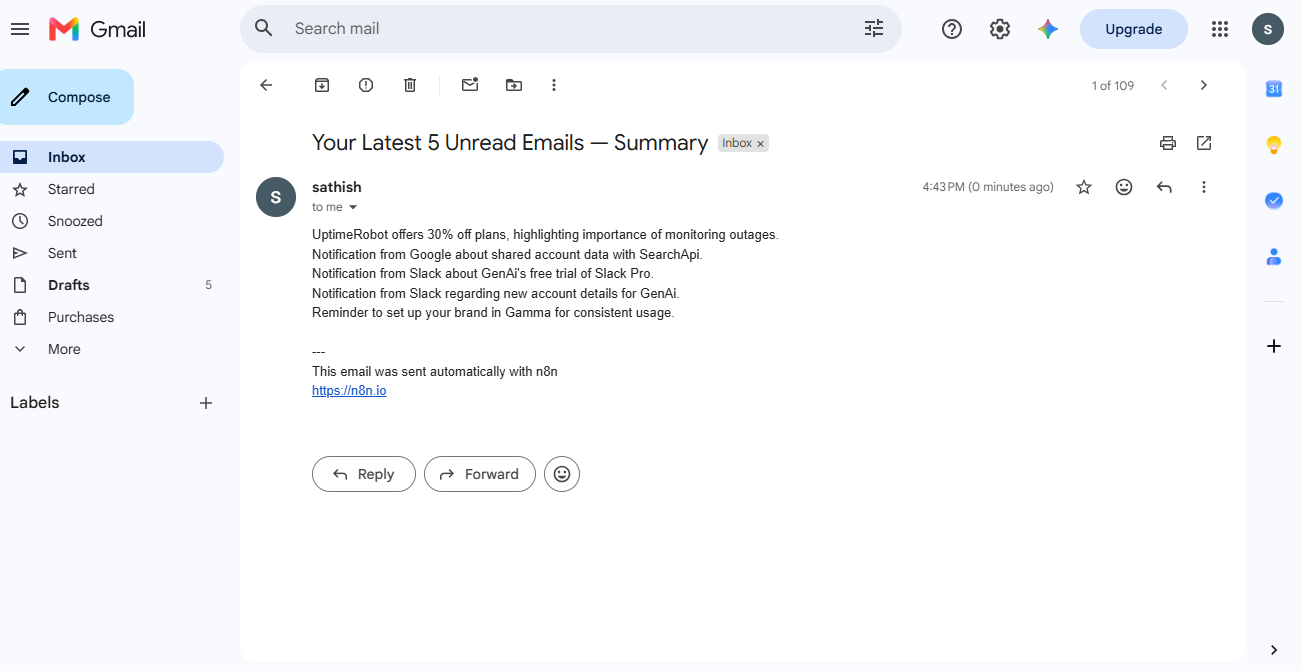 Gmail
Search mail
Upgrade
S
Compose
1 of 109
Your Latest 5 Unread Emails — Summary
Inbox ×
Inbox
Starred
Snoozed
Sent
Drafts 5
Purchases
More
Labels
S
sathish
4:43 PM (0 minutes ago)
to me
UptimeRobot offers 30% off plans, highlighting importance of monitoring outages.
Notification from Google about shared account data with SearchApi.
Notification from Slack about GenAi's free trial of Slack Pro.
Notification from Slack regarding new account details for GenAi.
Reminder to set up your brand in Gamma for consistent usage.
---
This email was sent automatically with n8n
https://n8n.io
Reply
Forward
31